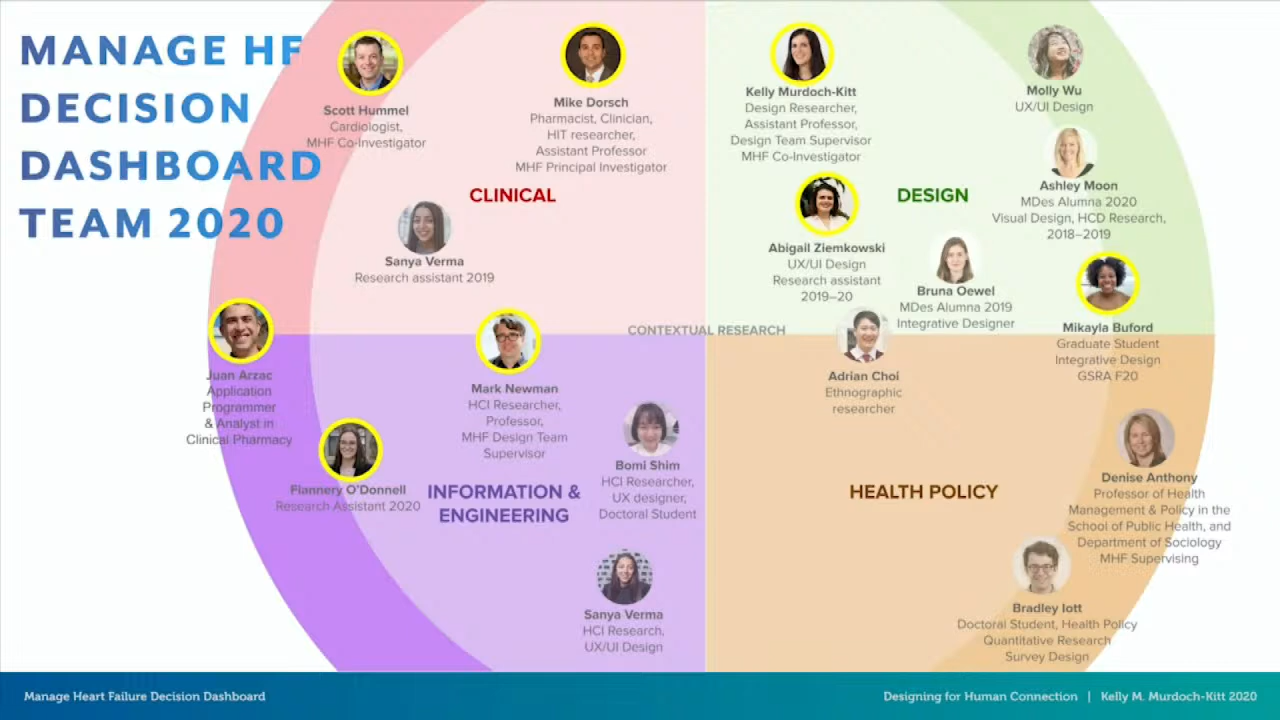 MANAGE HF
DECISION
DASHBOARD
TEAM 2020
Scott Hummel
Cardiologist,
MHF Co-Investigator
Mike Dorsch
Pharmacist, Clinician,
HIT researcher,
Assistant Professor
MHF Principal Investigator
CLINICAL
Sanya Verma
Research assistant 2019
Kelly Murdoch-Kitt
Design Researcher,
Assistant Professor,
Design Team Supervisor
MHF Co-Investigator
Molly Wu
UX/UI Design
Ashley Moon
MDes Alumna 2020
Visual Design, HCD Research,
2018–2019
DESIGN
Abigail Ziemkowski
UX/UI Design
Research assistant
2019–20
Bruna Oewel
MDes Alumna 2019
Integrative Designer
Mikayla Buford
Graduate Student
Integrative Design
GSRA F20
CONTEXTUAL RESEARCH
Juan Arzac
Application
Programmer
& Analyst in
Clinical Pharmacy
Mark Newman
HCI Researcher,
Professor,
MHF Design Team
Supervisor
Flannery O'Donnell
Research Assistant 2020
INFORMATION &
ENGINEERING
Bomi Shim
HCI Researcher,
UX designer,
Doctoral Student
Sanya Verma
HCI Research,
UX/UI Design
Adrian Choi
Ethnographic
researcher
HEALTH POLICY
Denise Anthony
Professor of Health
Management & Policy in the
School of Public Health, and
Department of Sociology
MHF Supervising
Bradley Iott
Doctoral Student, Health Policy
Quantitative Research
Survey Design
Manage Heart Failure Decision Dashboard
Designing for Human Connection | Kelly M. Murdoch-Kitt 2020